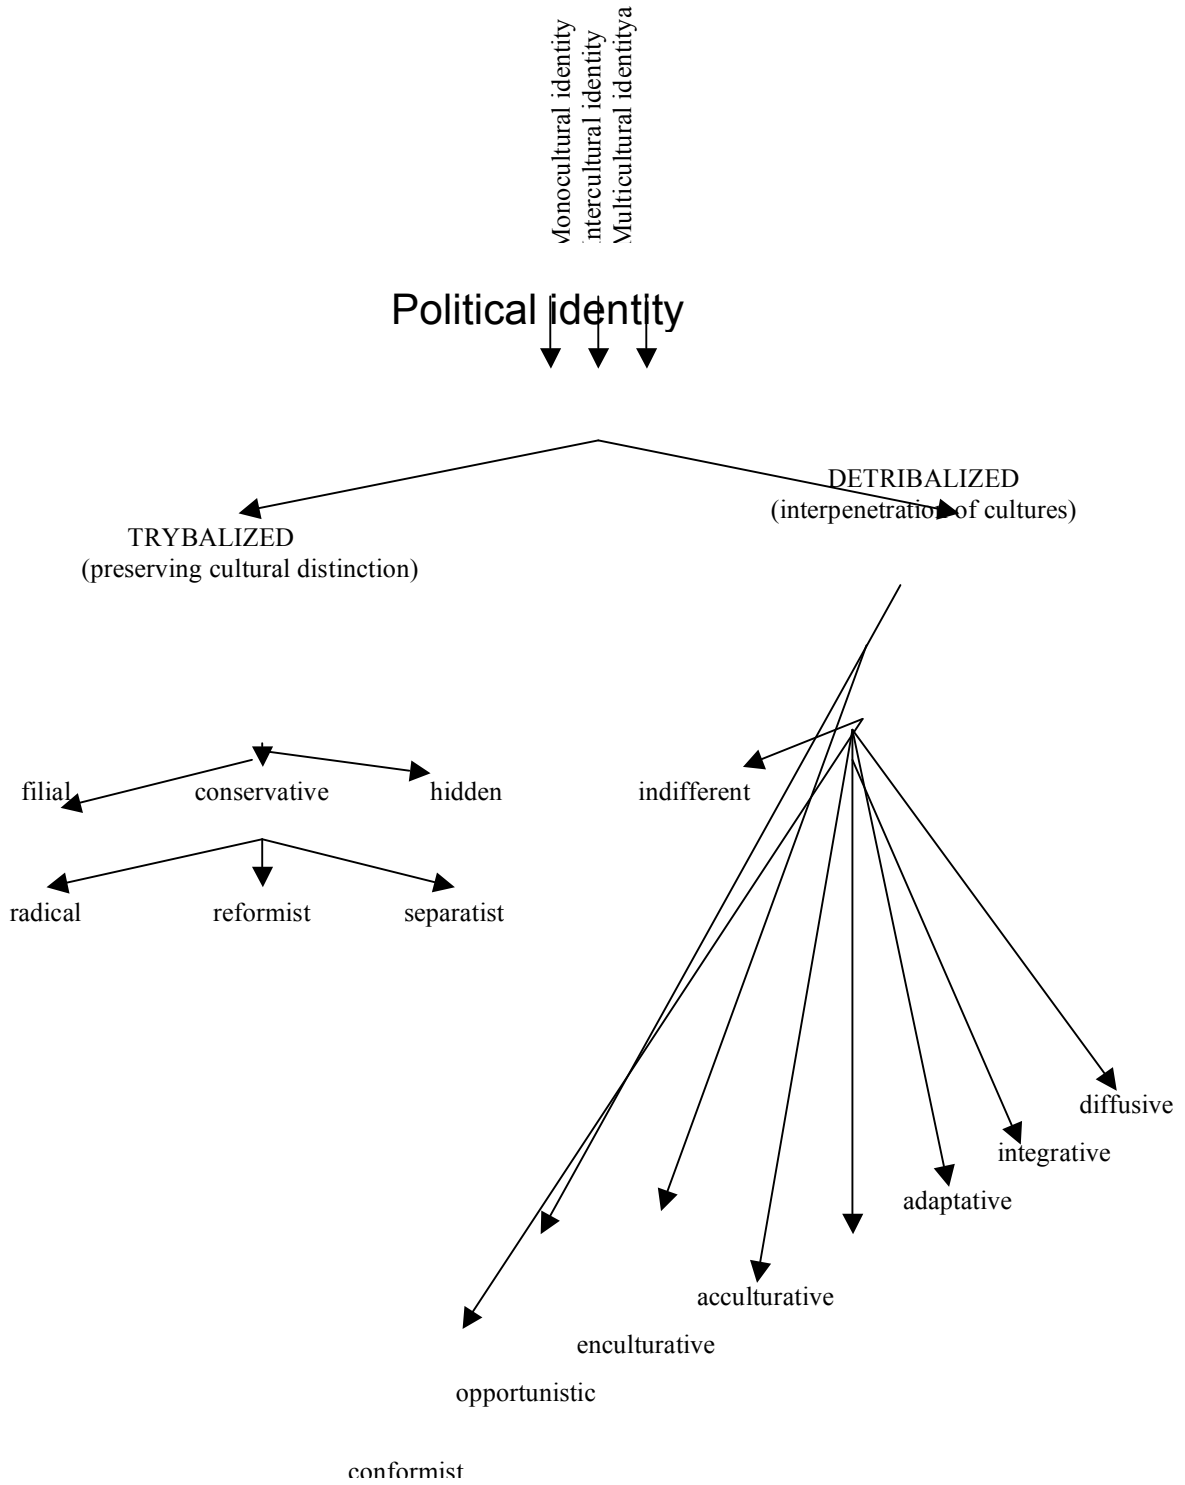 Monocultural identity
Intercultural identity
Multicultural identitya
Political identity
DETRIBALIZED
(interpenetration of cultures)
TRYBALIZED
(preserving cultural distinction)
filial
conservative
hidden
indifferent
radical
reformist
separatist
diffusive
integrative
adaptative
acculturative
enculturative
opportunistic
conformist